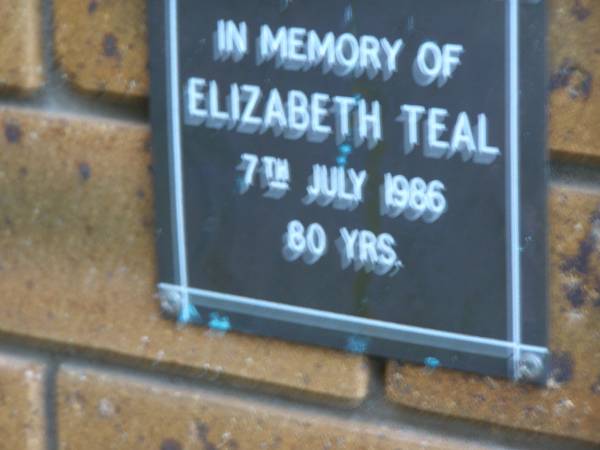 IN MEMORY OF
ELIZABETH TEAL
7TH JULY 1986
80 YRS.